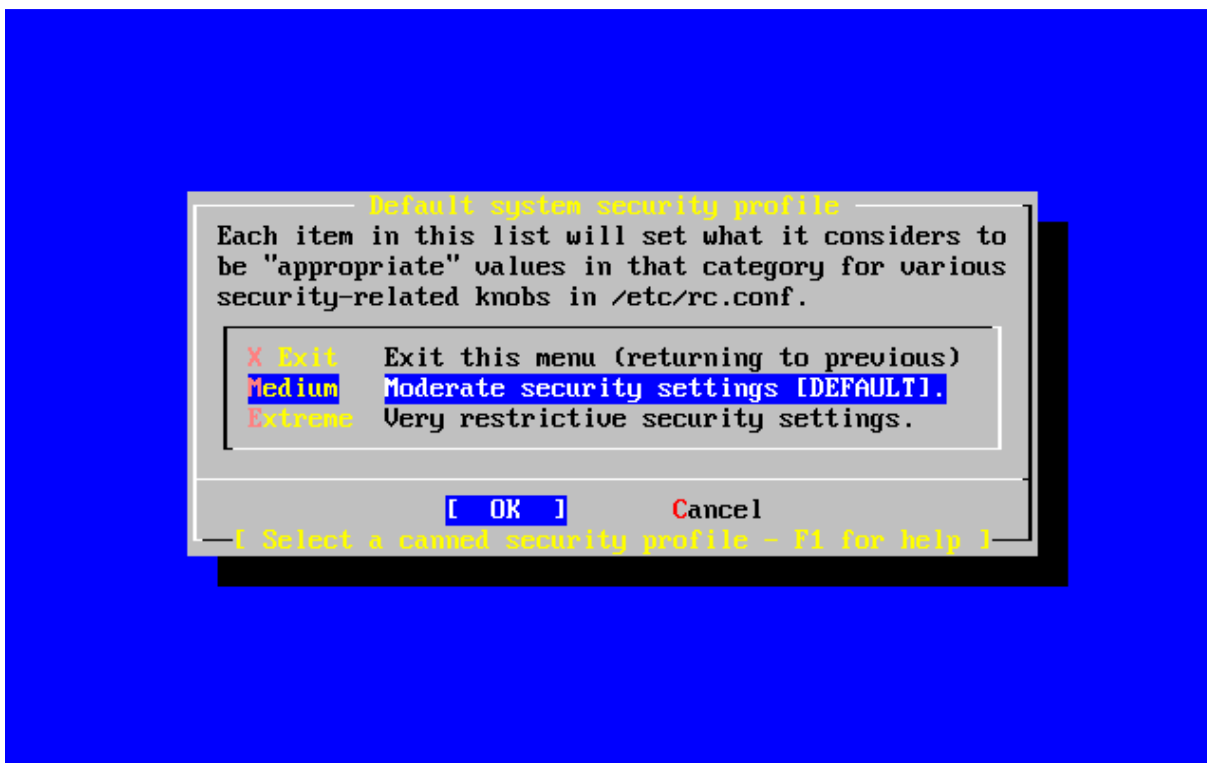 Default system security profile
Each item in this list will set what it considers to
be "appropriate" values in that category for various
security-related knobs in /etc/rc.conf.
X Exit Exit this menu (returning to previous)
Medium Moderate security settings [DEFAULT].
Extreme Very restrictive security settings.
[ OK ] Cancel
[ Select a canned security profile - F1 for help ]